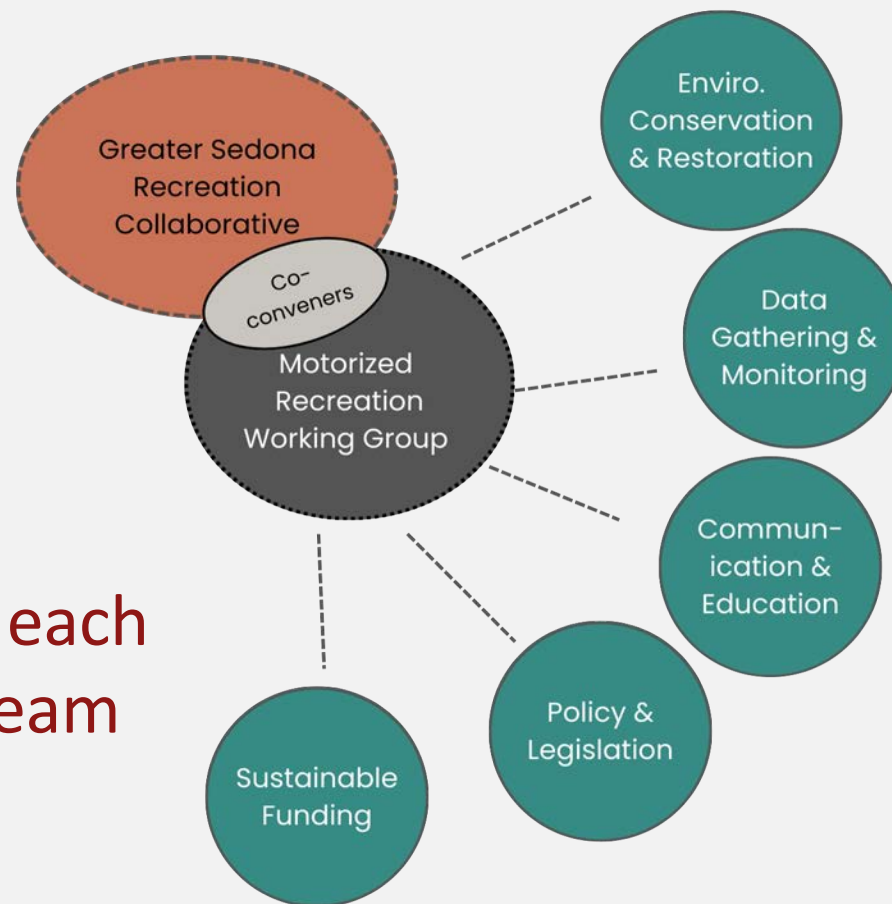 Greater Sedona
Recreation
Collaborative
Co-
conveners
Motorized
Recreation
Working Group
Enviro.
Conservation
& Restoration
Data
Gathering &
Monitoring
Commun-
ication &
Education
Policy &
Legislation
Sustainable
Funding
each
eam